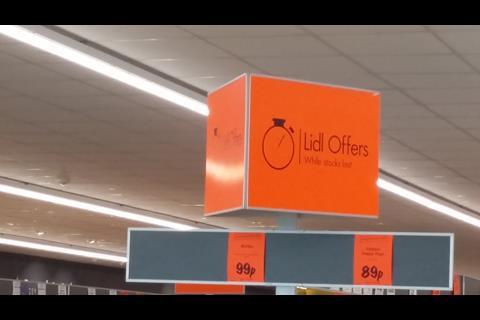 Lidl Offers
While stocks last
99p
89p